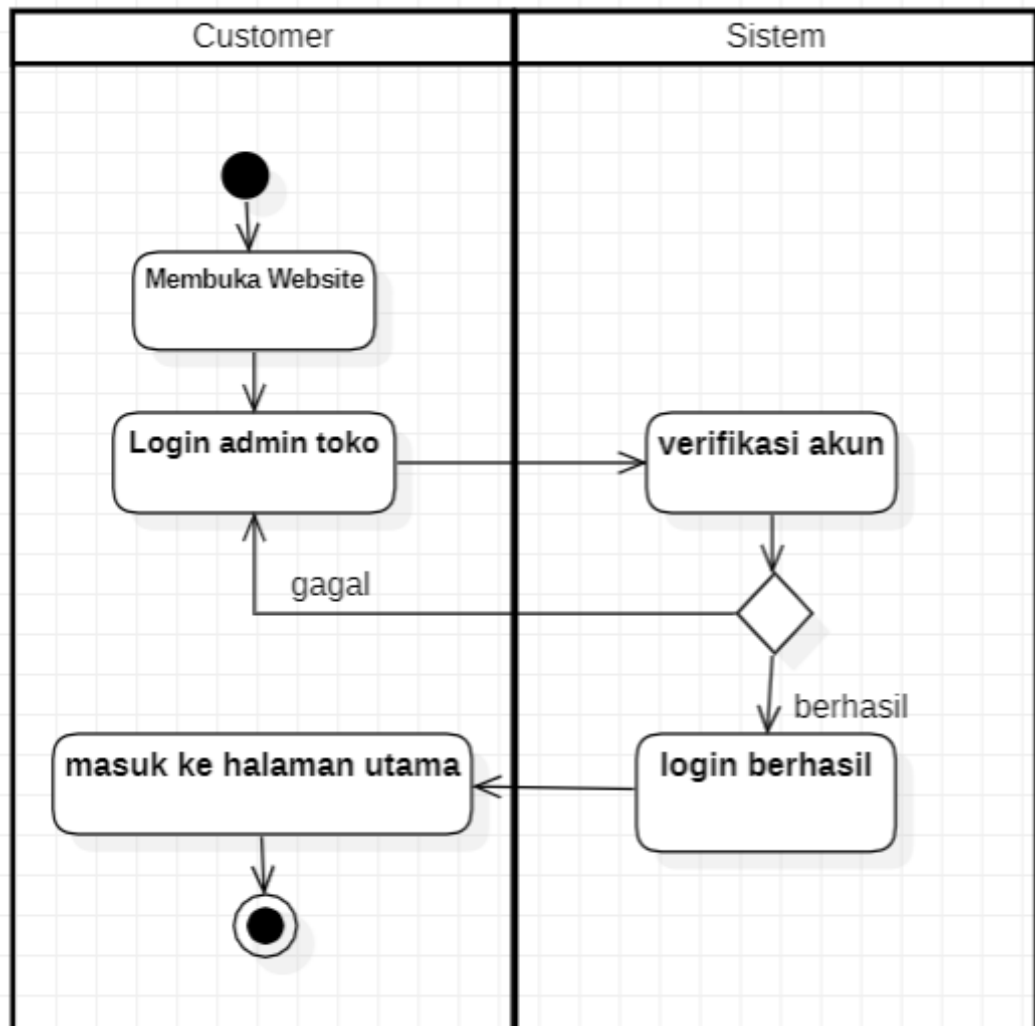 Customer
Sistem
Membuka Website
Login admin toko
verifikasi akun
gagal
berhasil
masuk ke halaman utama
login berhasil